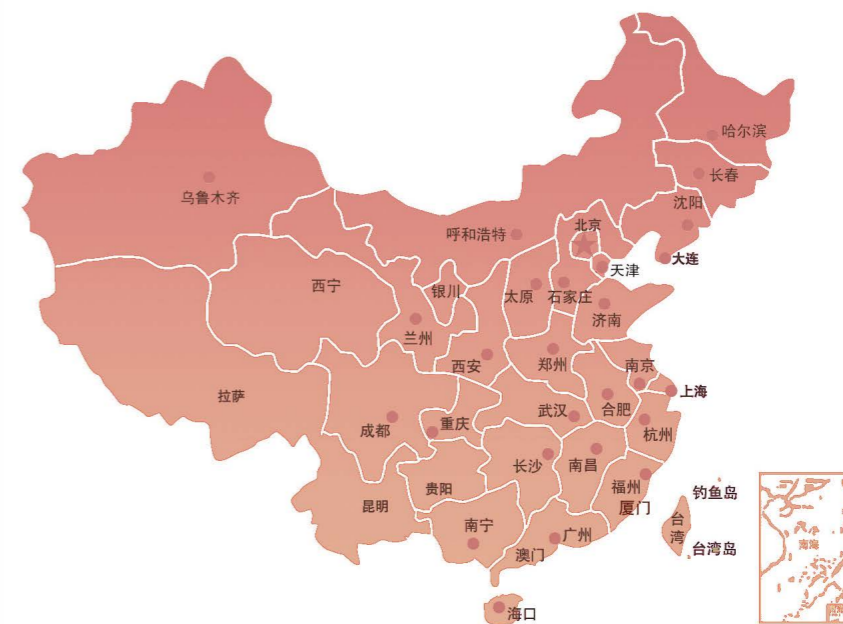 哈尔滨
长春
乌鲁木齐
沈阳
北京
呼和浩特
大连
天津
西宁
银川
太原
石家庄
济南
兰州
西安
郑州
南京
上海
拉萨
合肥
武汉
重庆
成都
杭州
长沙
南昌
贵阳
福州
钓鱼岛
昆明
厦门
台湾
南宁
广州
澳门
台湾岛
南海
海口